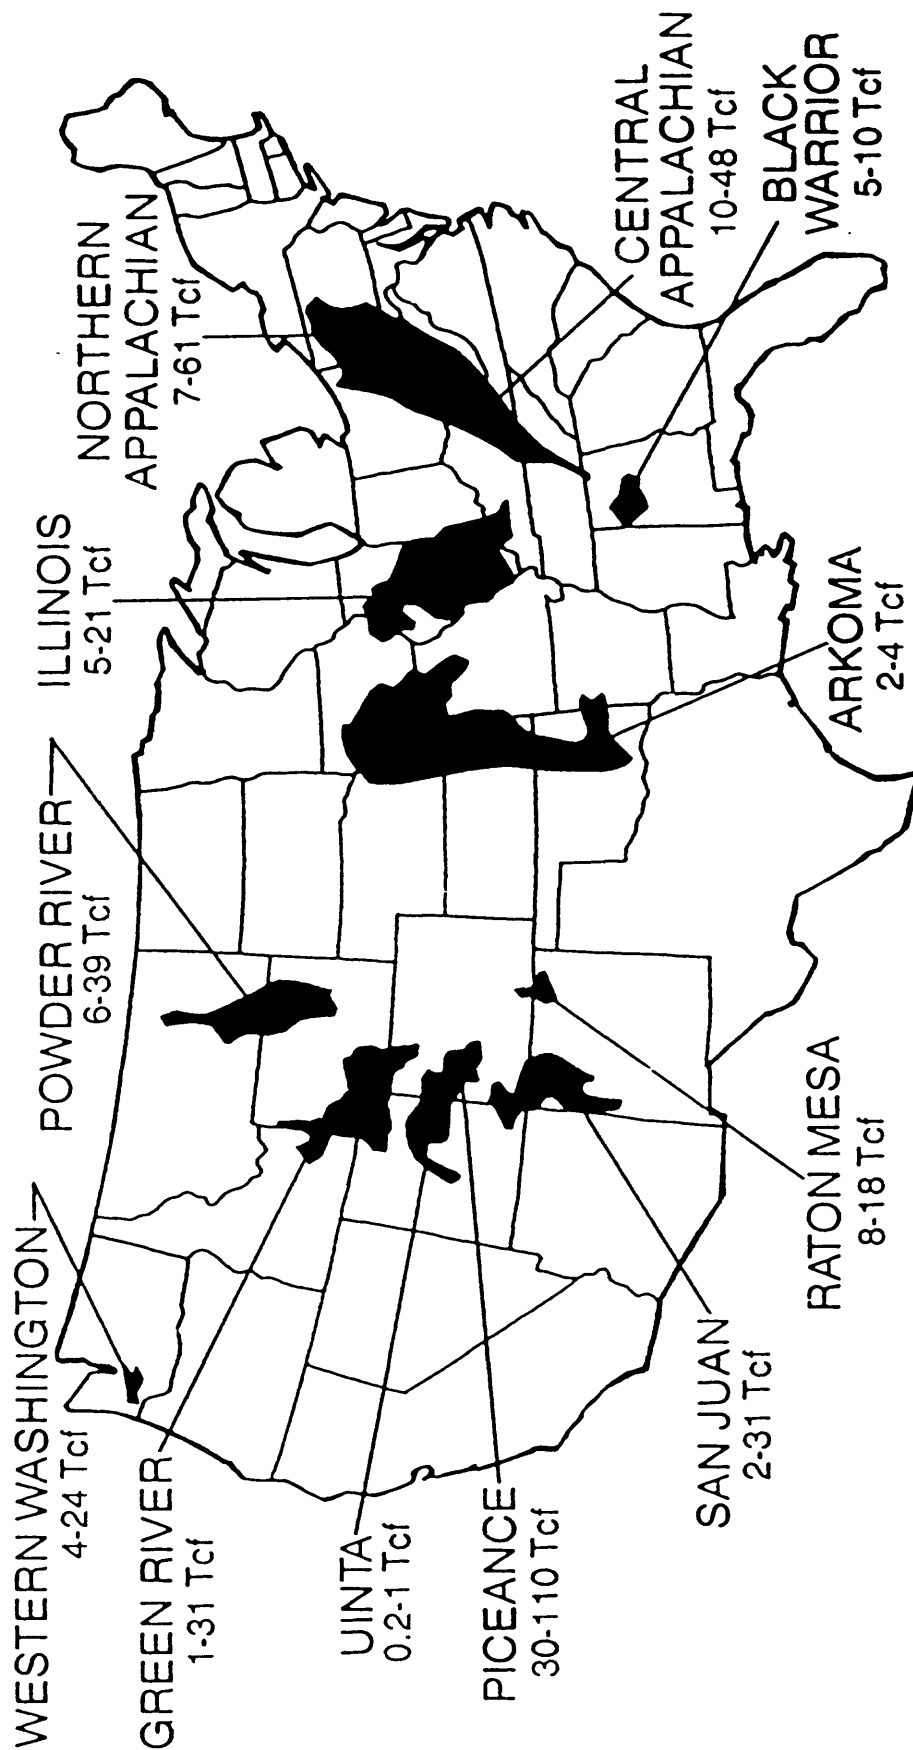 WESTERN WASHINGTON
4-24 Tcf
POWDER RIVER
6-39 Tcf
ILLINOIS
5-21 Tcf
NORTHERN
APPALACHIAN
7-61 Tcf
GREEN RIVER
1-31 Tcf
UINTA
0.2-1 Tcf
PICEANCE
30-110 Tcf
SAN JUAN
2-31 Tcf
RATON MESA
8-18 Tcf
ARKOMA
2-4 Tcf
CENTRAL
APPALACHIAN
10-48 Tcf
BLACK
WARRIOR
5-10 Tcf